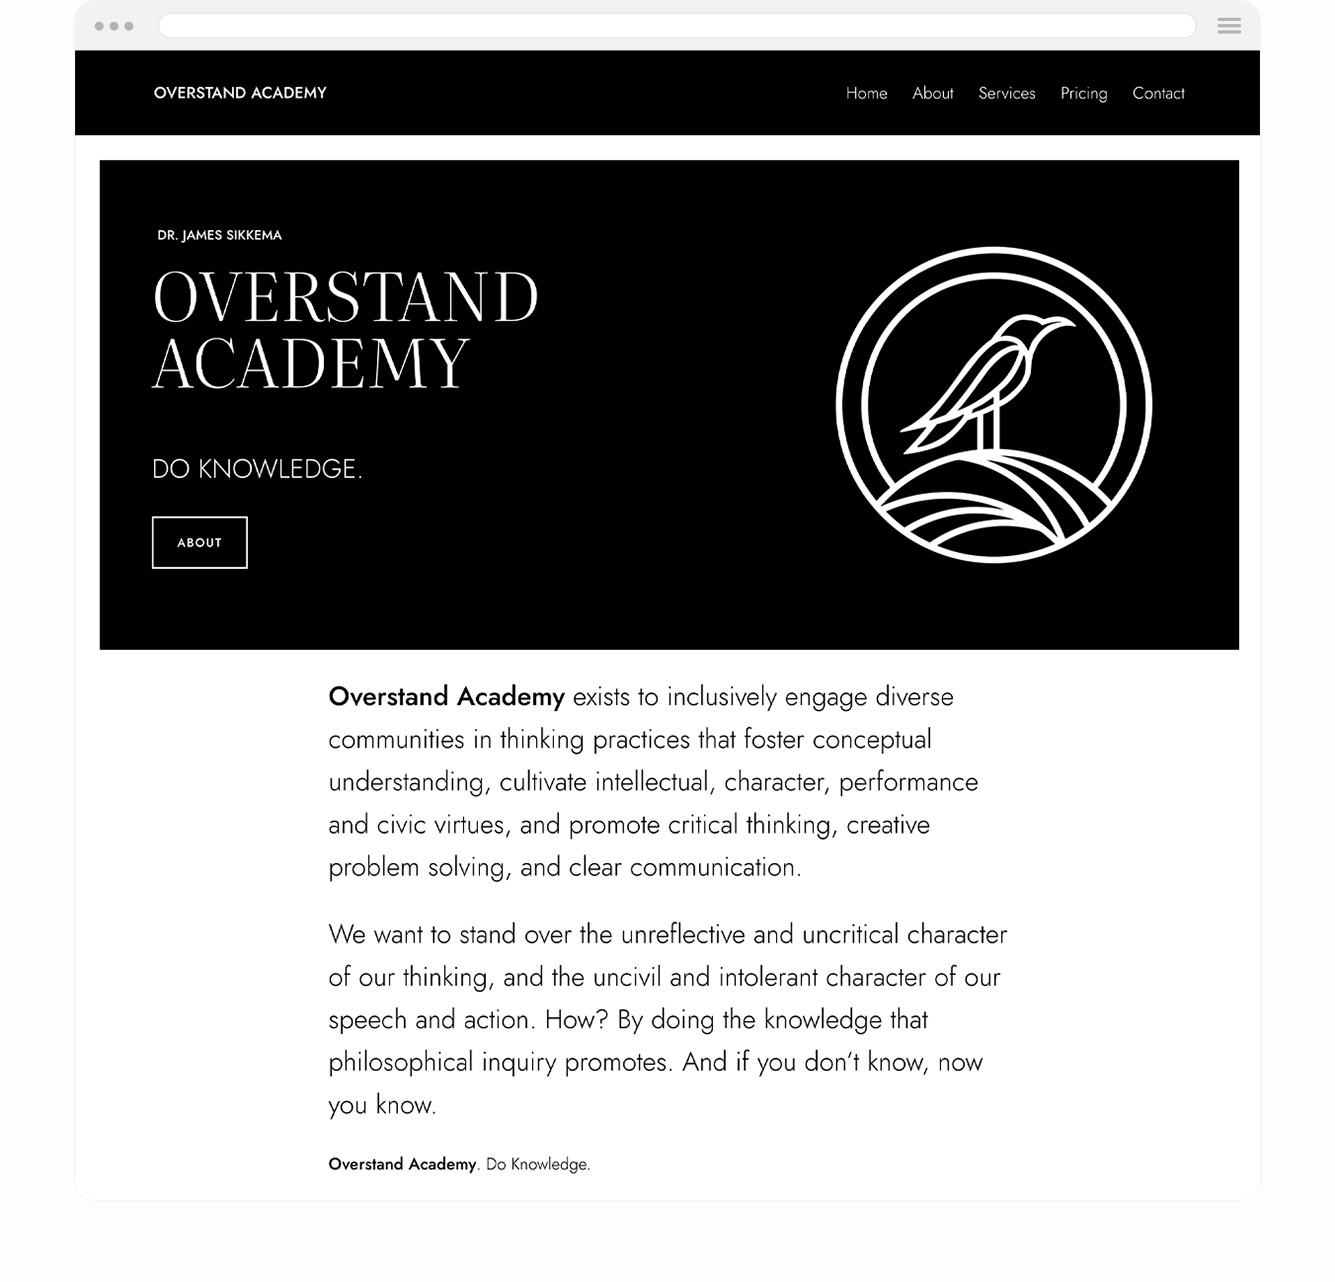 OVERSTAND ACADEMY
Home About Services Pricing Contact
DR. JAMES SIKKEMA
OVERSTAND
ACADEMY
DO KNOWLEDGE.
ABOUT
Overstand Academy exists to inclusively engage diverse
communities in thinking practices that foster conceptual
understanding, cultivate intellectual, character, performance
and civic virtues, and promote critical thinking, creative
problem solving, and clear communication.
We want to stand over the unreflective and uncritical character
of our thinking, and the uncivil and intolerant character of our
speech and action. How? By doing the knowledge that
philosophical inquiry promotes. And if you don’t know, now
you know.
Overstand Academy. Do Knowledge.